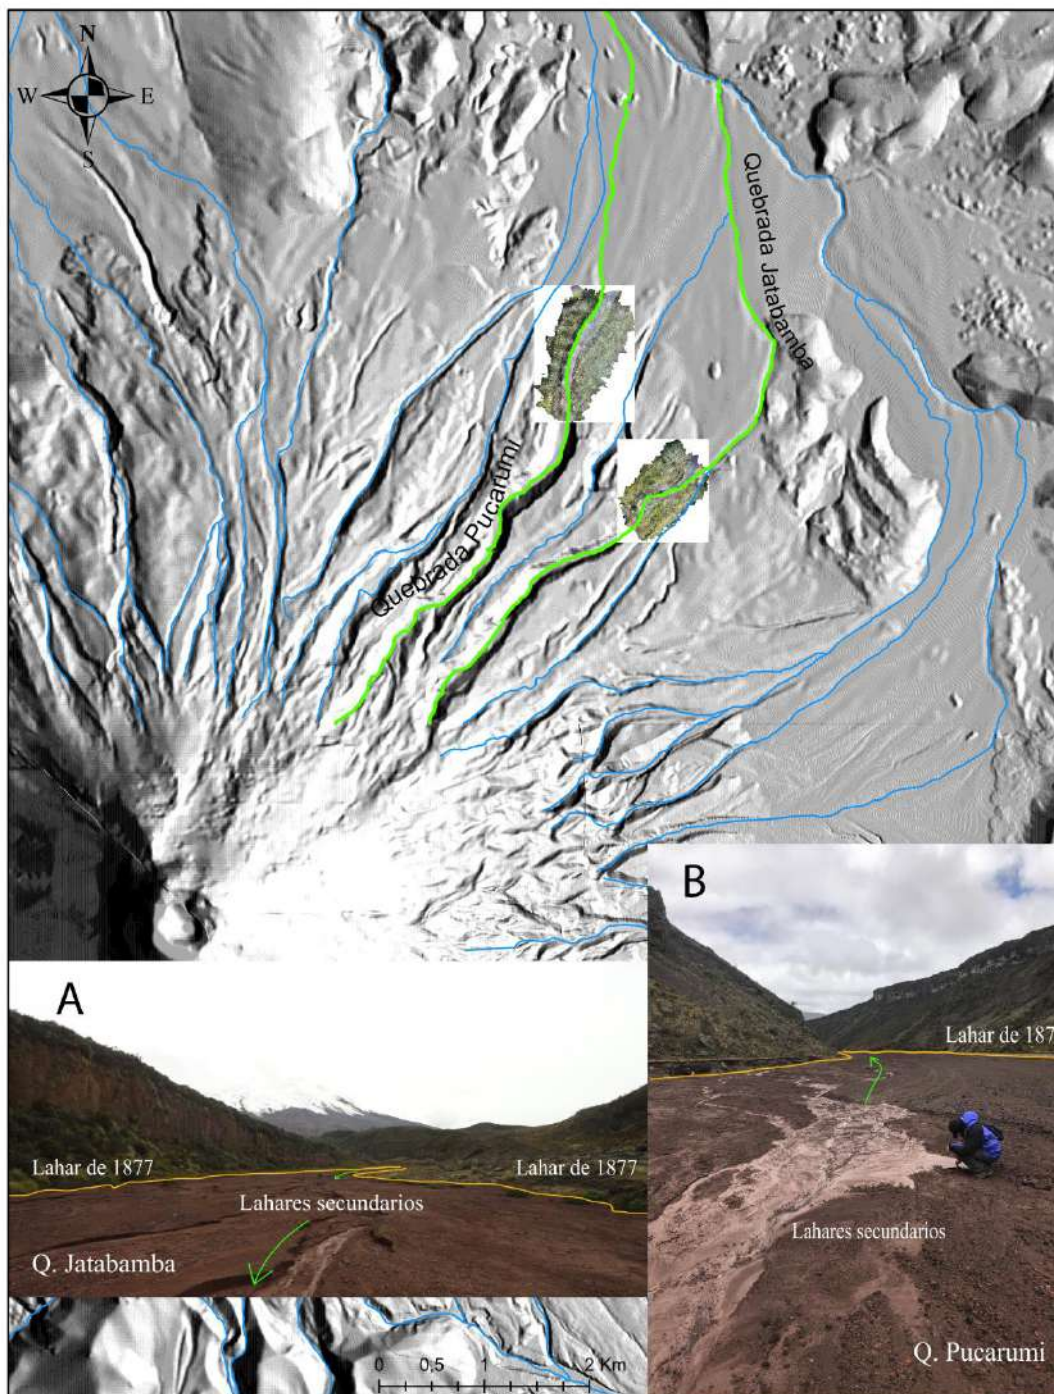 N
W E
S
Quebrada Jatabamba
Quebrada Pucarumi
B
A
Lahar de 187
Lahar de 1877
Lahar de 1877
Lahares secundarios
Lahares secundarios
Q. Jatabamba
Q. Pucarumi
0 0,5 1 2 Km